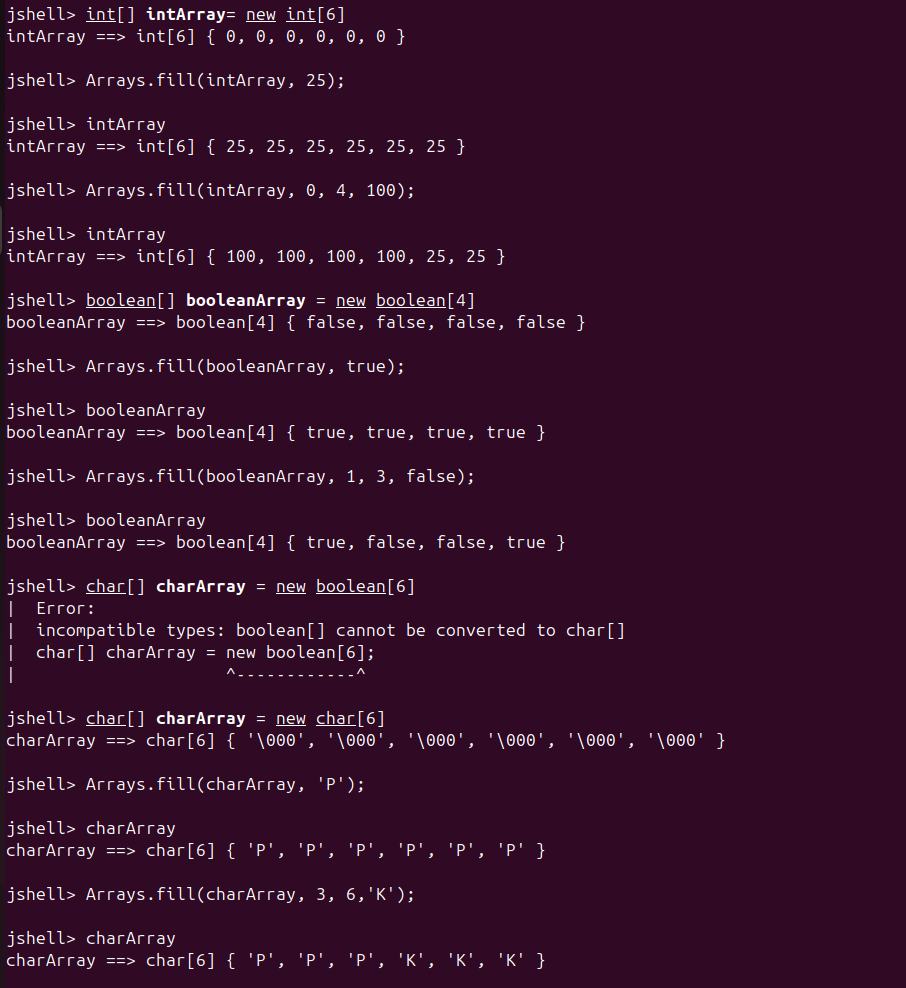 jshell> int[] intArray= new int[6]
intArray ==> int[6] { 0, 0, 0, 0, 0, 0 }
jshell> Arrays.fill(intArray, 25);
jshell> intArray
intArray ==> int[6] { 25, 25, 25, 25, 25, 25 }
jshell> Arrays.fill(intArray, 0, 4, 100);
jshell> intArray
intArray ==> int[6] { 100, 100, 100, 100, 25, 25 }
jshell> boolean[] booleanArray = new boolean[4]
booleanArray ==> boolean[4] { false, false, false, false }
jshell> Arrays.fill(booleanArray, true);
jshell> booleanArray
booleanArray ==> boolean[4] { true, true, true, true }
jshell> Arrays.fill(booleanArray, 1, 3, false);
jshell> booleanArray
booleanArray ==> boolean[4] { true, false, false, true }
jshell> char[] charArray = new boolean[6]
|  Error:
|  incompatible types: boolean[] cannot be converted to char[]
|  char[] charArray = new boolean[6];
|                     ^------------^
jshell> char[] charArray = new char[6]
charArray ==> char[6] { '\000', '\000', '\000', '\000', '\000', '\000' }
jshell> Arrays.fill(charArray, 'P');
jshell> charArray
charArray ==> char[6] { 'P', 'P', 'P', 'P', 'P', 'P' }
jshell> Arrays.fill(charArray, 3, 6,'K');
jshell> charArray
charArray ==> char[6] { 'P', 'P', 'P', 'K', 'K', 'K' }